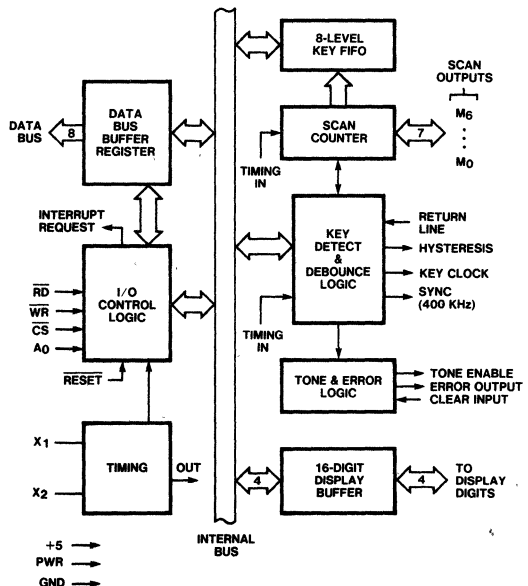 8-LEVEL
KEY FIFO
SCAN
OUTPUTS
DATA
BUS
8
DATA
BUS
BUFFER
REGISTER
SCAN
COUNTER
7
M6
M0
TIMING
IN
INTERRUPT
REQUEST
KEY
DETECT
&
DEBOUNCE
LOGIC
RETURN
LINE
HYSTERESIS
KEY CLOCK
SYNC
(400 KHz)
I/O
CONTROL
LOGIC
RD
WR
CS
A0
RESET
TIMING
IN
TONE & ERROR
LOGIC
TONE ENABLE
ERROR OUTPUT
CLEAR INPUT
X1
X2
TIMING
OUT
4
16-DIGIT
DISPLAY
BUFFER
4
TO
DISPLAY
DIGITS
INTERNAL
BUS
+5
PWR
GND